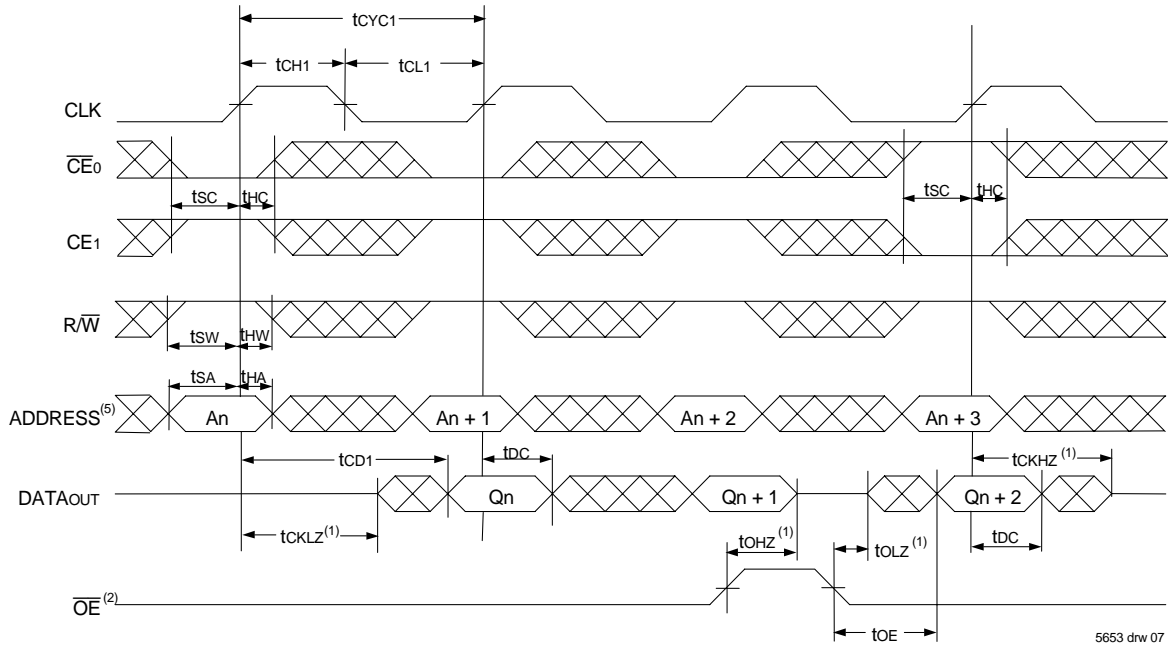 tCYC1
tCH1 tCL1
CLK
CE0
tSC tHC tSC tHC
CE1
R/W
tSW tHW
tSA tHA
ADDRESS(5) An An + 1 An + 2 An + 3
tCD1 tDC tCKHZ(1)
DATAOUT Qn Qn + 1 Qn + 2
tCKLZ(1) tOHZ(1) tOLZ(1) tDC
OE(2)
tOE
5653 drw 07